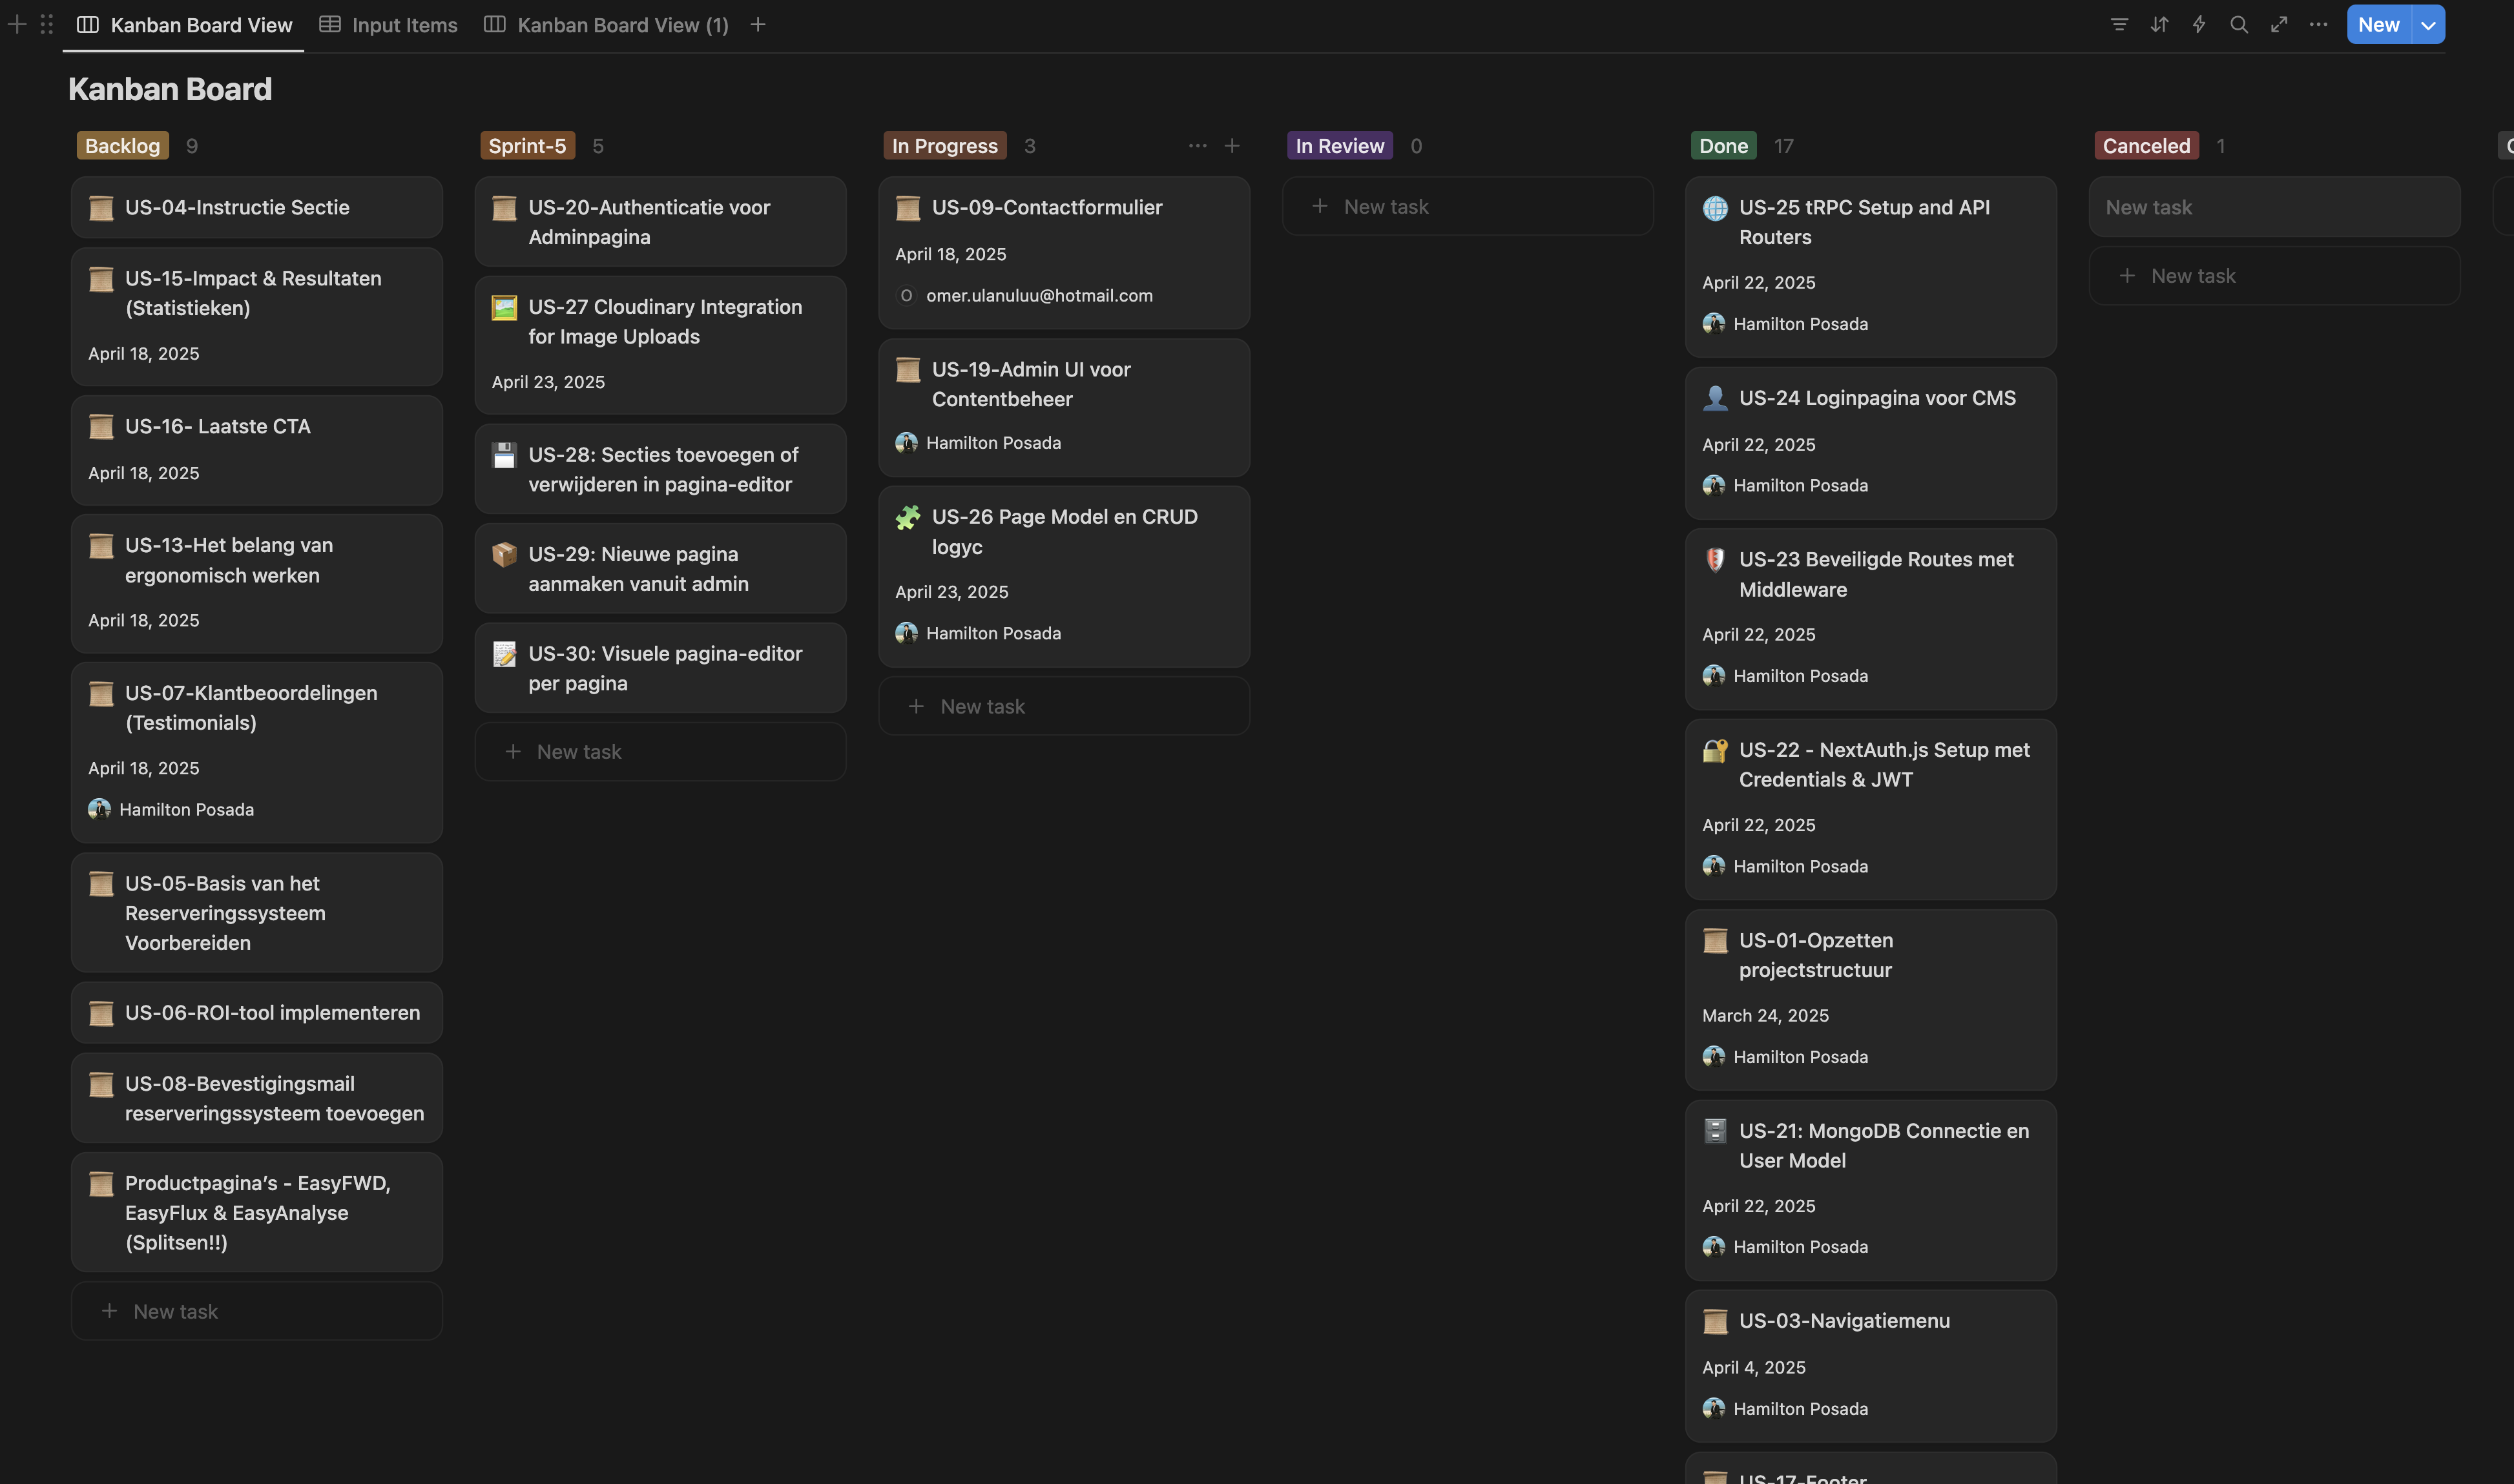 Kanban Board View
Input Items
Kanban Board View (1)
New
Kanban Board
Backlog 9
US-04-Instructie Sectie
US-15-Impact & Resultaten
(Statistieken)
April 18, 2025
US-16- Laatste CTA
April 18, 2025
US-13-Het belang van
ergonomisch werken
April 18, 2025
US-07-Klantbeoordelingen
(Testimonials)
April 18, 2025
Hamilton Posada
US-05-Basis van het
Reserveringssysteem
Voorbereiden
US-06-ROI-tool implementeren
US-08-Bevestigingsmail
reserveringssysteem toevoegen
Productpagina’s - EasyFWD,
EasyFlux & EasyAnalyse
(Splitsen!!)
New task
Sprint-5 5
US-20-Authenticatie voor
Adminpagina
US-27 Cloudinary Integration
for Image Uploads
April 23, 2025
US-28: Secties toevoegen of
verwijderen in pagina-editor
US-29: Nieuwe pagina
aanmaken vanuit admin
US-30: Visuele pagina-editor
per pagina
New task
In Progress 3
US-09-Contactformulier
April 18, 2025
O omer.ulanuluu@hotmail.com
US-19-Admin UI voor
Contentbeheer
Hamilton Posada
US-26 Page Model en CRUD
logyc
April 23, 2025
Hamilton Posada
New task
In Review 0
New task
Done 17
US-25 tRPC Setup and API
Routers
April 22, 2025
Hamilton Posada
US-24 Loginpagina voor CMS
April 22, 2025
Hamilton Posada
US-23 Beveiligde Routes met
Middleware
April 22, 2025
Hamilton Posada
US-22 - NextAuth.js Setup met
Credentials & JWT
April 22, 2025
Hamilton Posada
US-01-Opzetten
projectstructuur
March 24, 2025
Hamilton Posada
US-21: MongoDB Connectie en
User Model
April 22, 2025
Hamilton Posada
US-03-Navigatiemenu
April 4, 2025
Hamilton Posada
US-17-Footer
Canceled 1
New task
New task